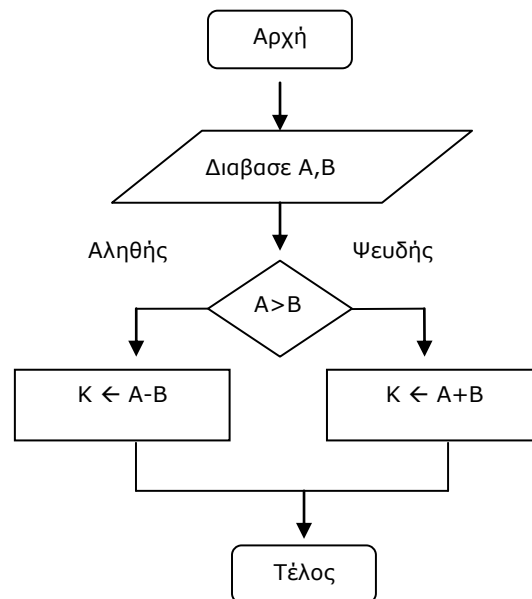 Αρχή
Διαβασε Α,Β
Αληθής
Ψευδής
Α>Β
Κ ← Α-Β
Κ ← Α+Β
Τέλος